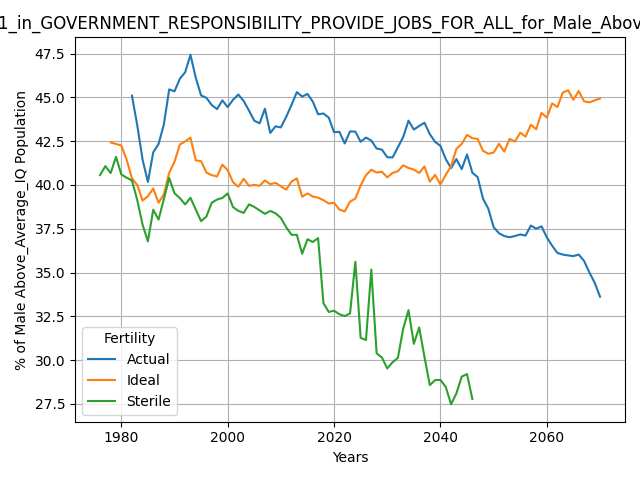 1_in_GOVERNMENT_RESPONSIBILITY_PROVIDE_JOBS_FOR_ALL_for_Male_Abov
% of Male Above_Average_IQ Population
47.5
45.0
42.5
40.0
37.5
35.0
32.5
30.0
27.5
Fertility
Actual
Ideal
Sterile
1980 2000 2020 2040 2060
Years